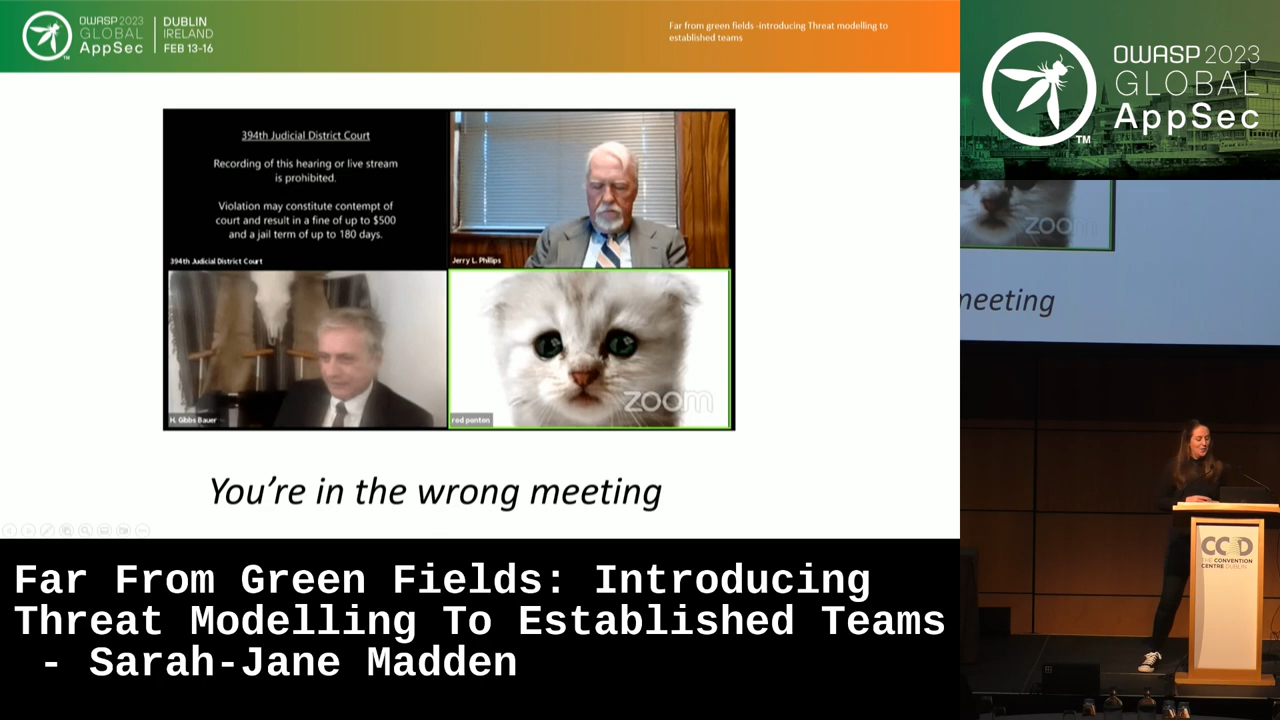 OWASP 2023
GLOBAL
AppSec
TM
DUBLIN
IRELAND
FEB 13-16
Far from green fields -introducing Threat modelling to
established teams
394th Judicial District Court
Recording of this hearing or live stream
is prohibited.
Violation may constitute contempt of
court and result in a fine of up to $500
and a jail term of up to 180 days.
394th Judicial District Court
Jerry L. Phillips
H. Gibbs Bauer
rod ponton
zoom
You're in the wrong meeting
Far From Green Fields: Introducing
Threat Modelling To Established Teams
- Sarah-Jane Madden
OWASP 2023
GLOBAL
AppSec
TM
zoom
meeting
CCD
THE CONVENTION
CENTRE DUBLIN